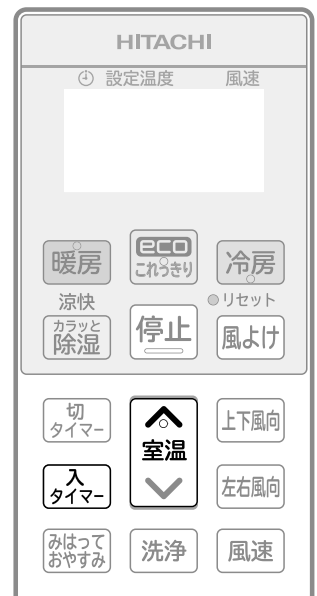 HITACHI
設定温度 風速
暖房
eco
これっきり
冷房
涼快
カラッと
除湿
停止
リセット
風よけ
切
タイマー
室温
上下風向
入
タイマー
左右風向
みはって
おやすみ
洗浄
風速